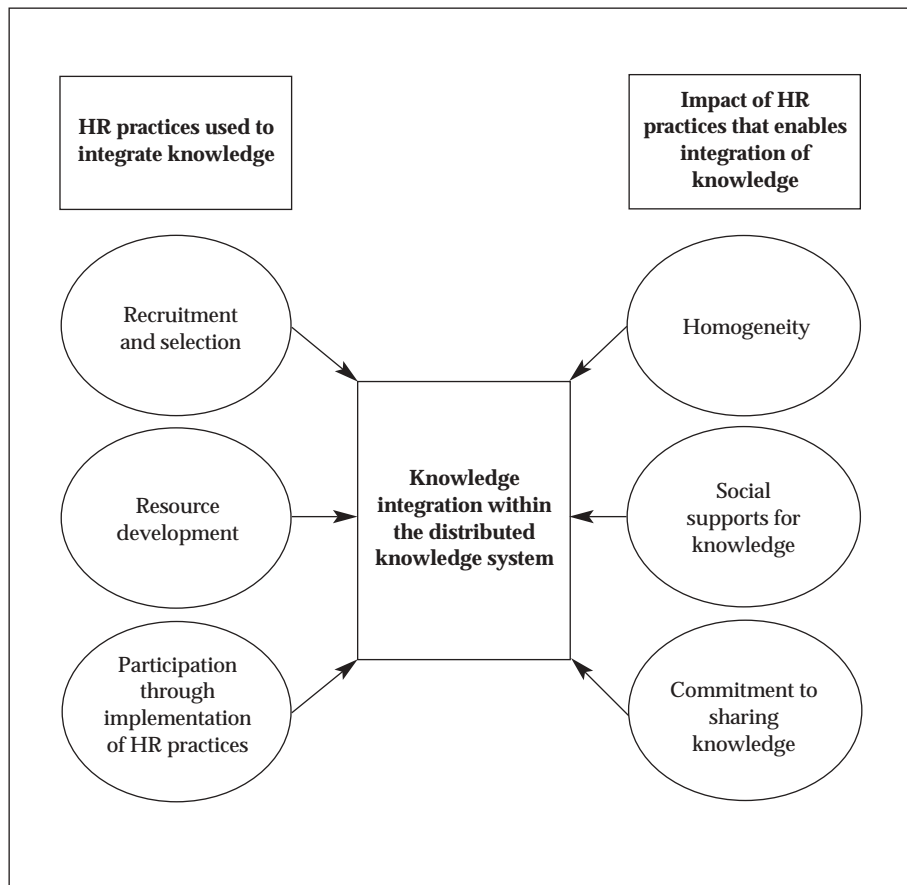 HR practices used to
integrate knowledge
Impact of HR
practices that enables
integration of
knowledge
Recruitment
and selection
Homogeneity
Knowledge
integration within
the distributed
knowledge system
Resource
development
Social
supports for
knowledge
Participation
through
implementation
of HR practices
Commitment to
sharing
knowledge